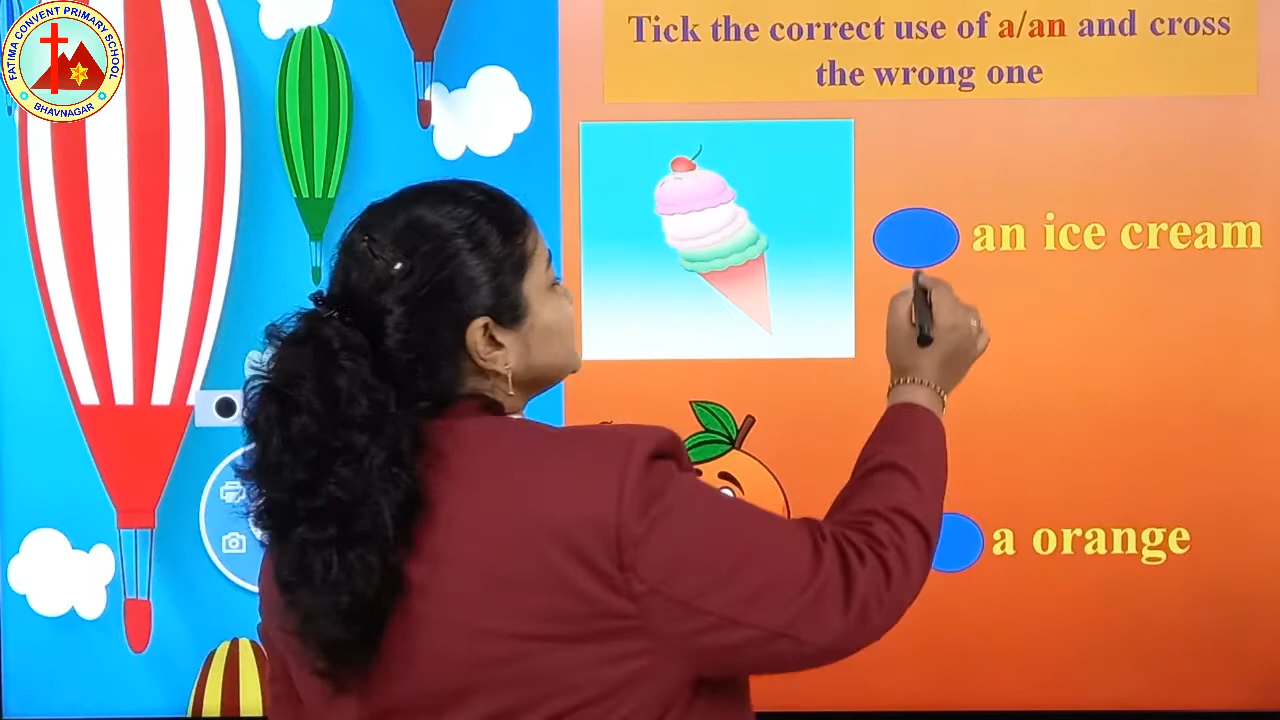 FATIMA CONVENT PRIMARY SCHOOL
BHAVNAGAR
Tick the correct use of a/an and cross
the wrong one
an ice cream
a orange